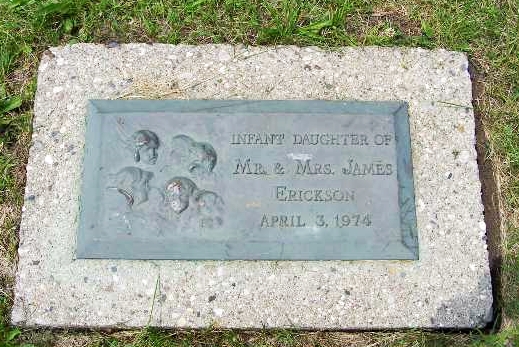 INFANT DAUGHTER OF
MR. & MRS. JAMES
ERICKSON
APRIL 3, 1974